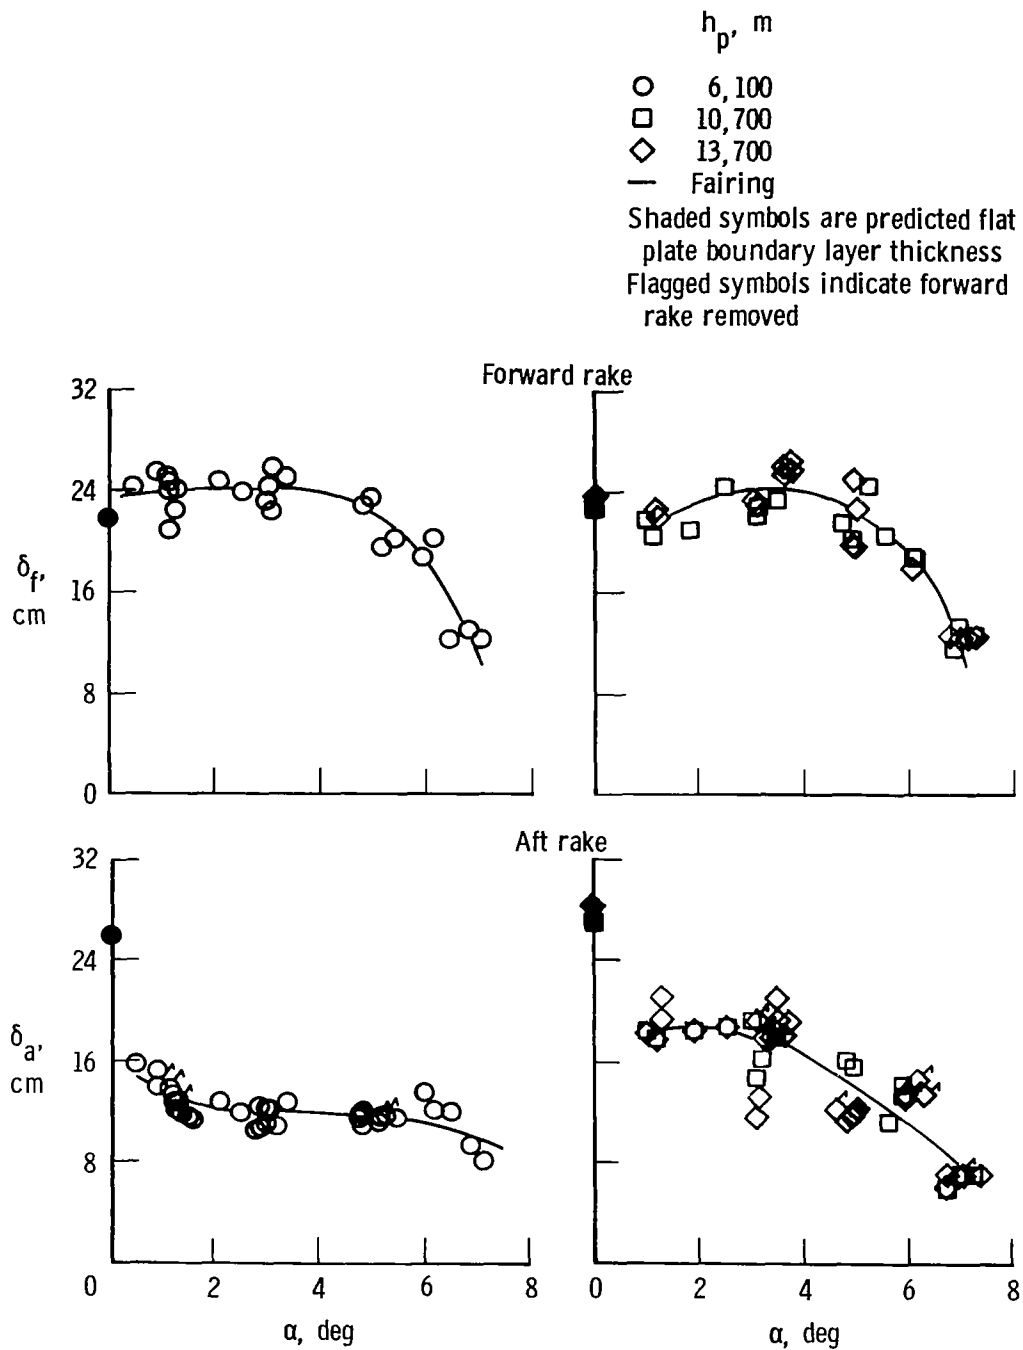 h_p, m
○ 6,100
□ 10,700
◇ 13,700
— Fairing
Shaded symbols are predicted flat
plate boundary layer thickness
Flagged symbols indicate forward
rake removed
Forward rake
32
24
16
8
0
δ_f,
cm
Aft rake
32
24
16
8
0
δ_a,
cm
2 4 6 8
0 2 4 6 8
α, deg
α, deg